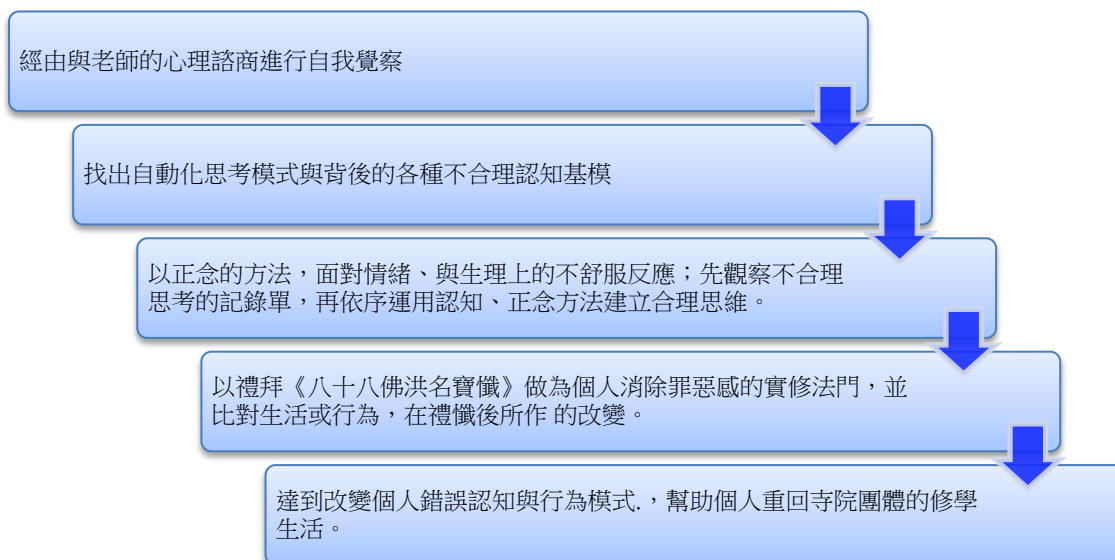 經由與老師的心理諮商進行自我覺察
找出自動化思考模式與背後的各種不合理認知基模
以正念的方法，面對情緒、與生理上的不舒服反應；先觀察不合理
思考的記錄單，再依序運用認知、正念方法建立合理思維。
以禮拜《八十八佛洪名寶懺》做為個人消除罪惡感的實修法門，並
比對生活或行為，在禮懺後所作 的改變。
達到改變個人錯誤認知與行為模式.，幫助個人重回寺院團體的修學
生活。